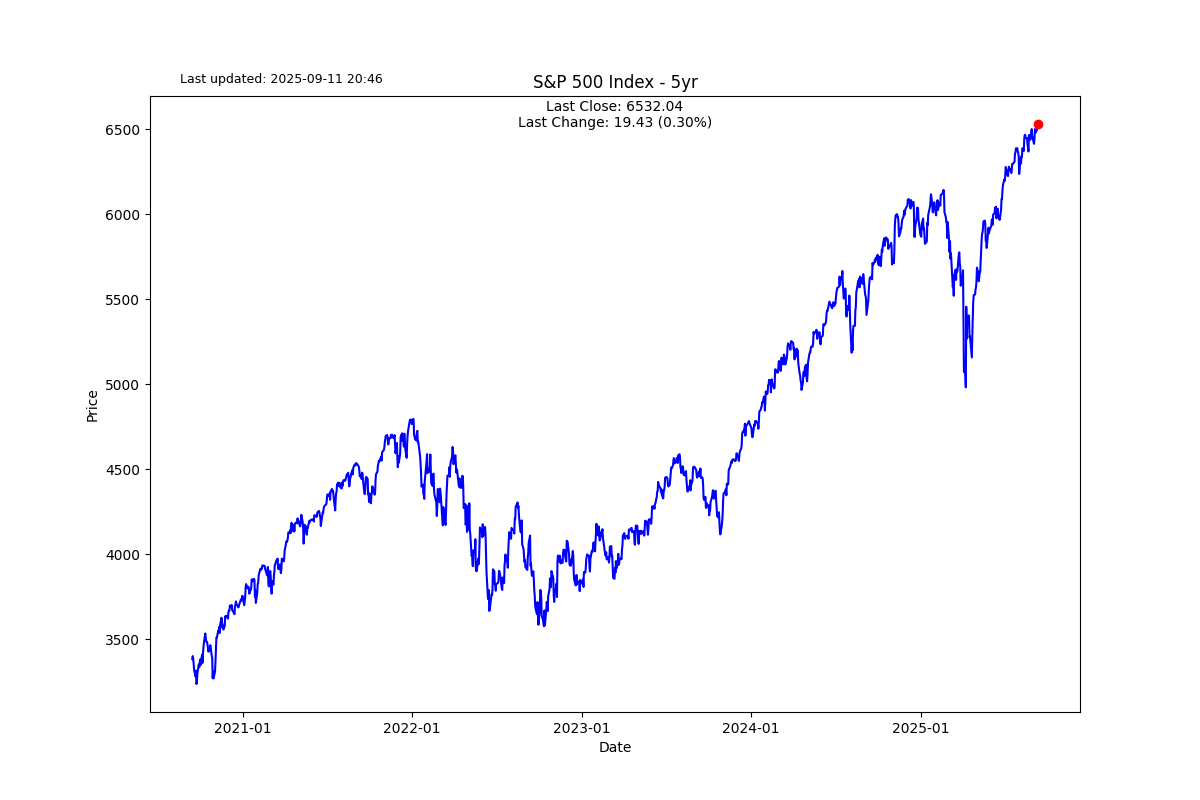 Last updated: 2025-09-11 20:46
S&P 500 Index - 5yr
Last Close: 6532.04
Last Change: 19.43 (0.30%)
6500
6000
5500
5000
4500
4000
3500
Price
2021-01
2022-01
2023-01
2024-01
2025-01
Date